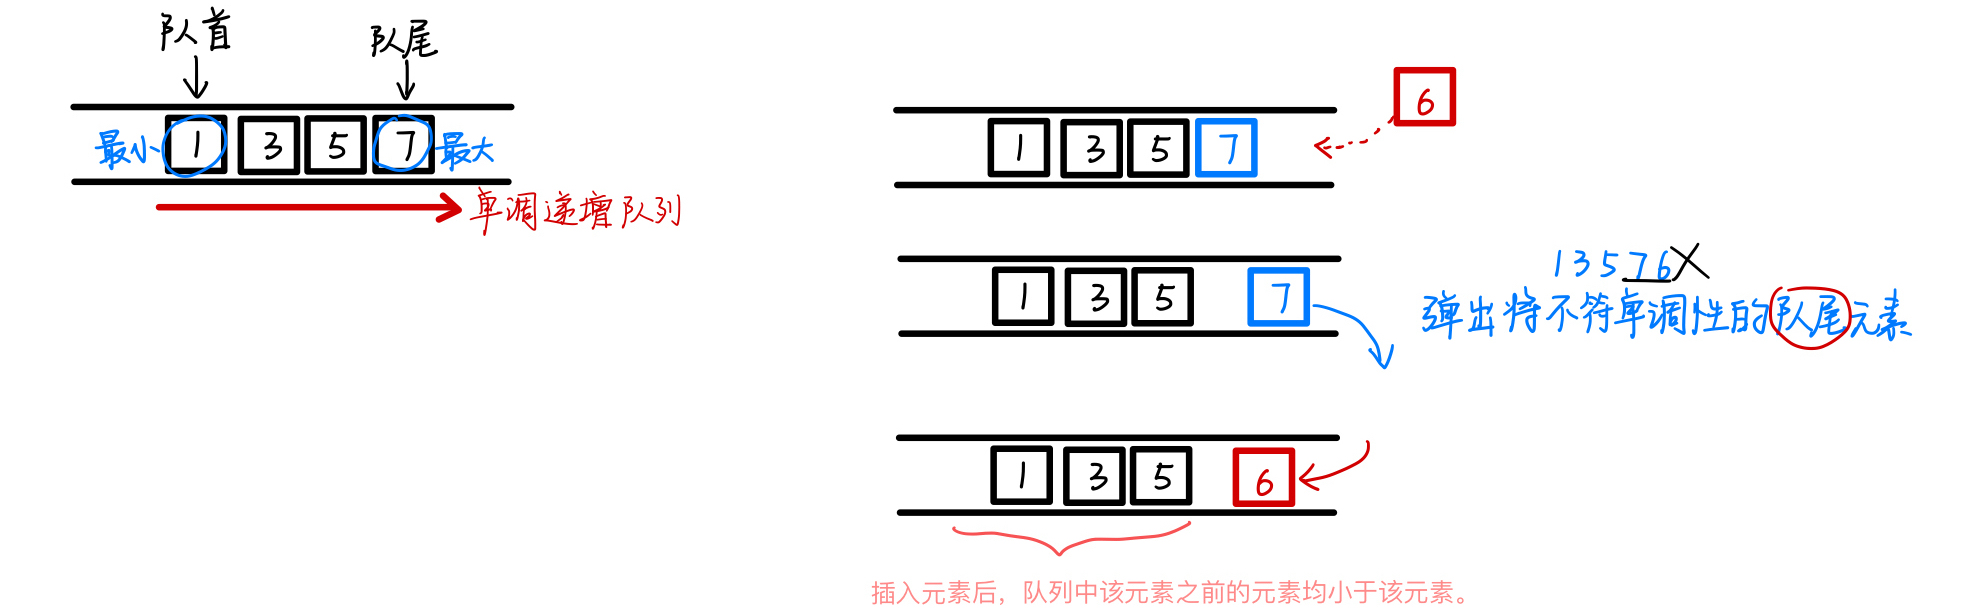 队首
队尾
最小 1 3 5 7 最大
单调递增队列
6
1 3 5 7
1 3 5 7
1 3 5 7 6
弹出将不符单调性的队尾元素
1 3 5 6
插入元素后，队列中该元素之前的元素均小于该元素。